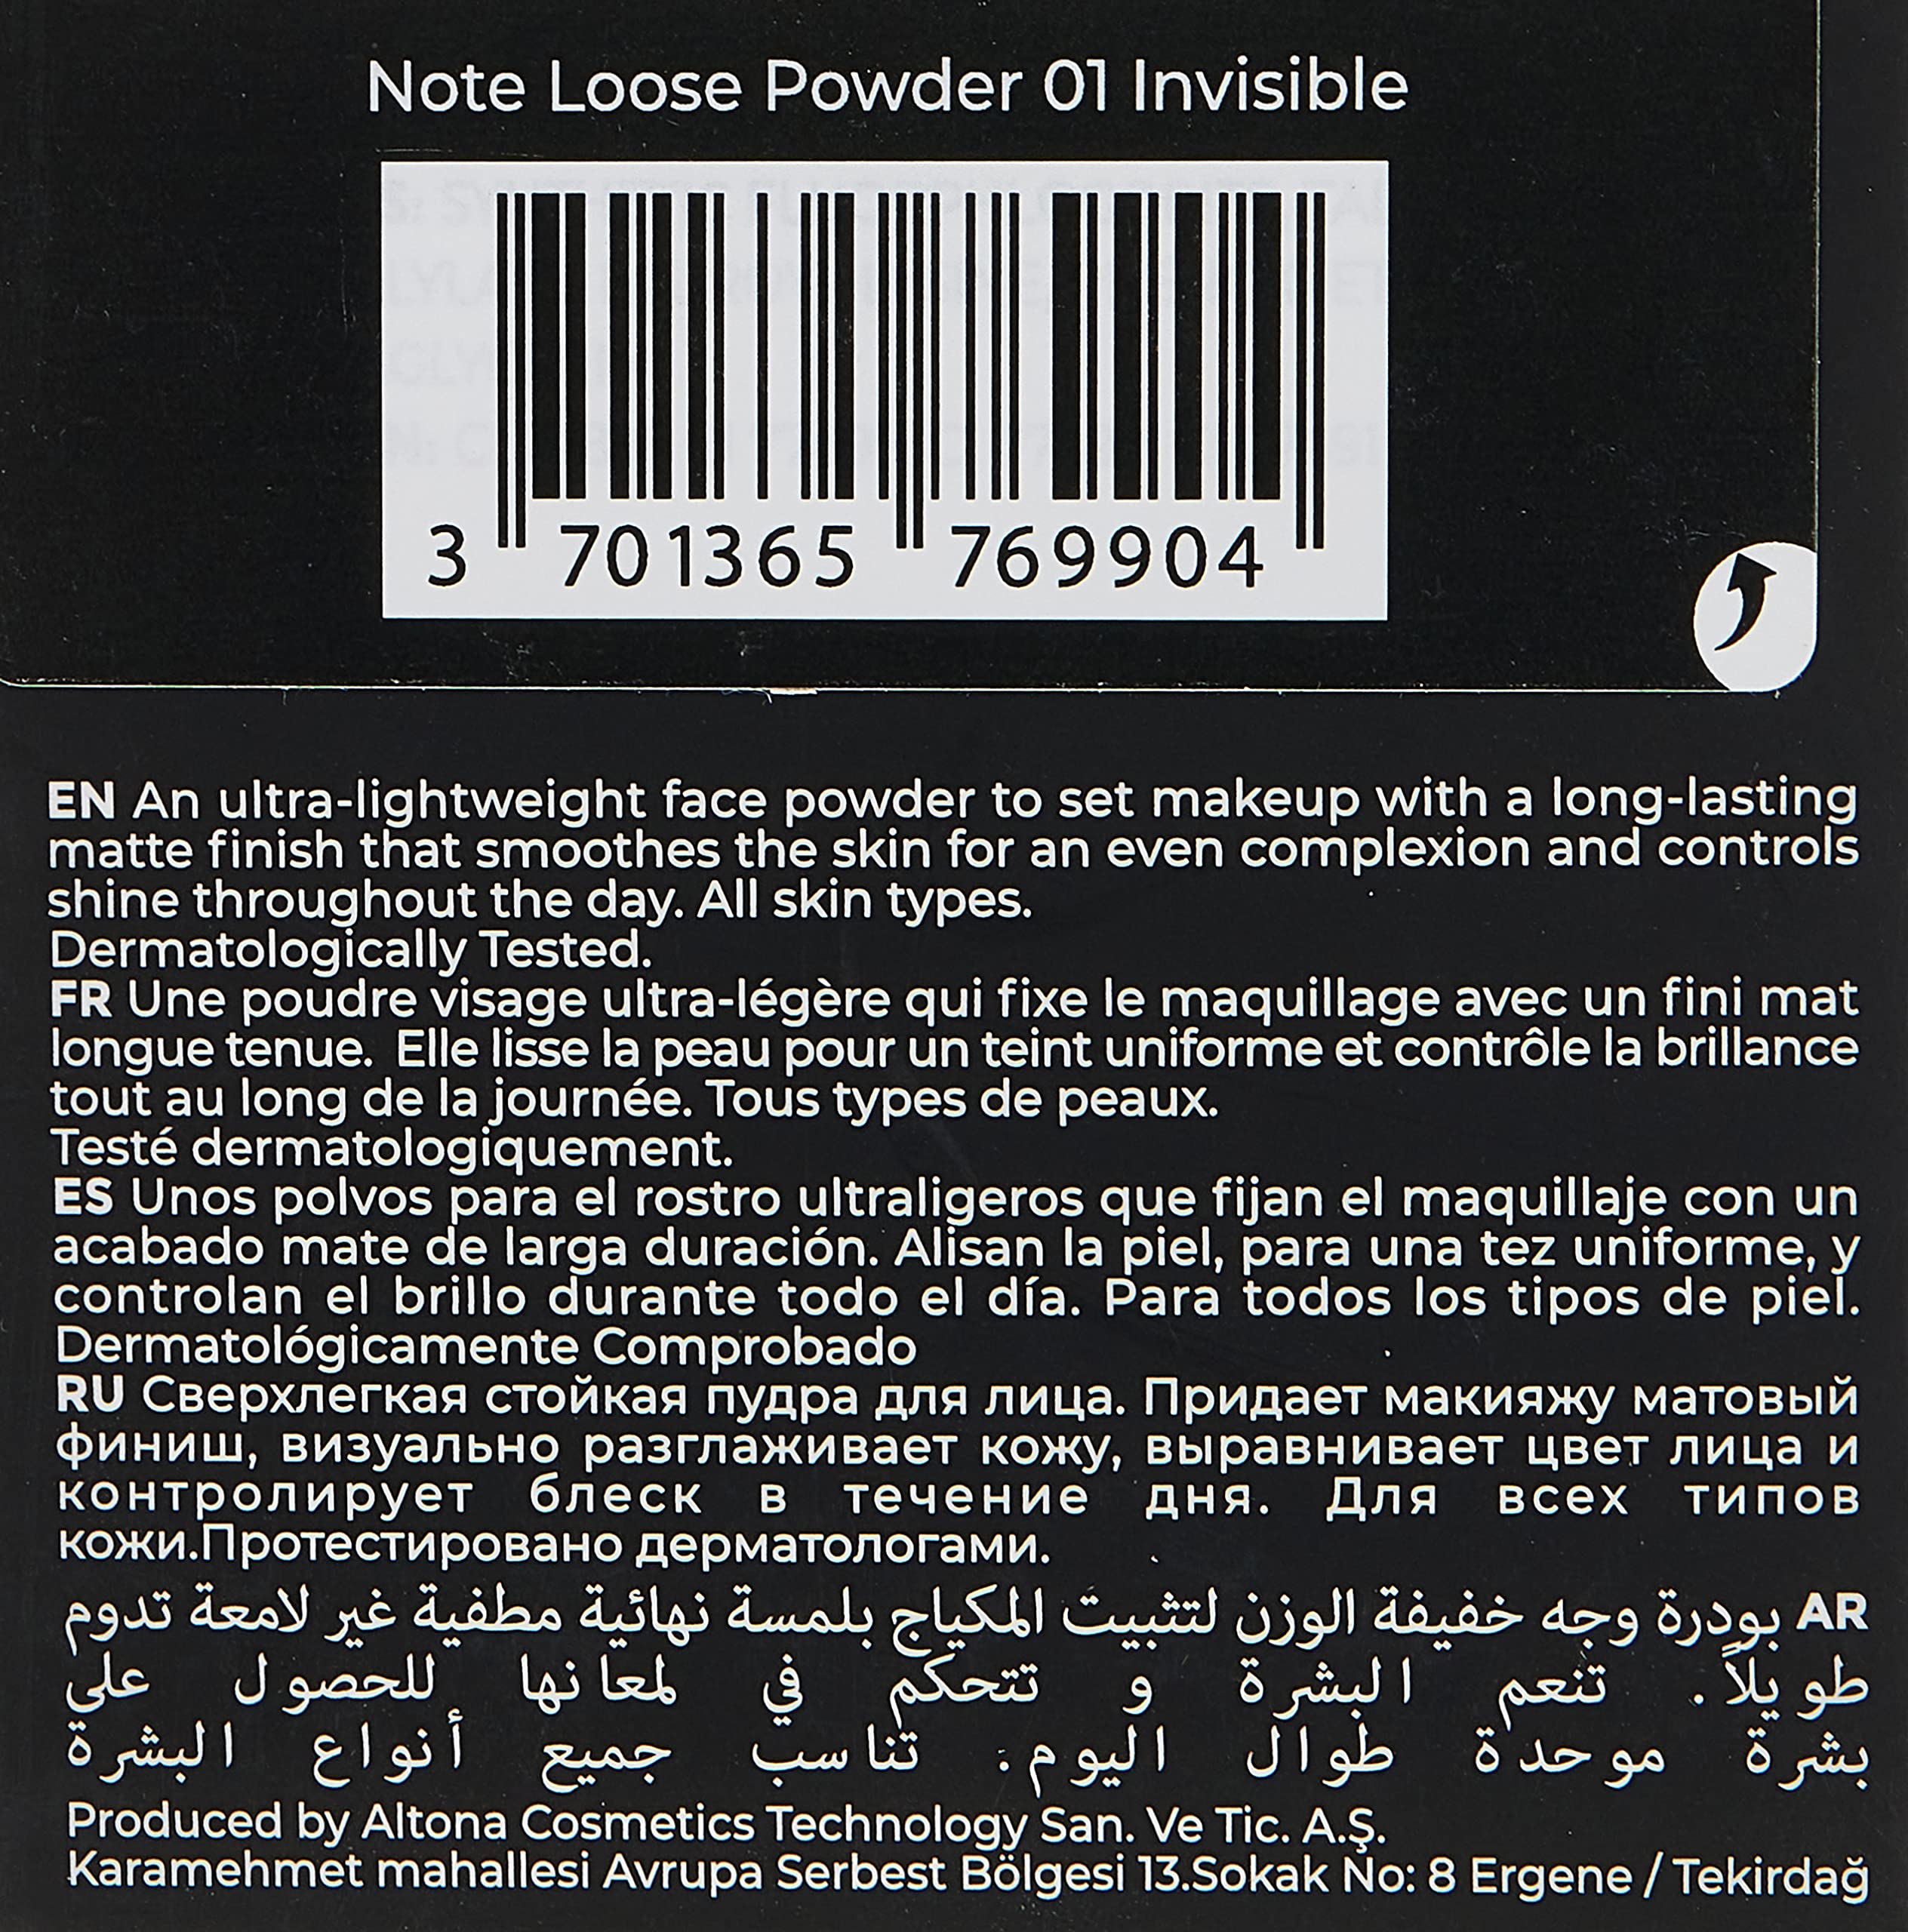 Note Loose Powder 01 Invisible
3 701365 769904
EN An ultra-lightweight face powder to set makeup with a long-lasting
matte finish that smoothes the skin for an even complexion and controls
shine throughout the day. All skin types.
Dermatologically Tested.
FR Une poudre visage ultra-légère qui fixe le maquillage avec un fini mat
longue tenue. Elle lisse la peau pour un teint uniforme et contrôle la brillance
tout au long de la journée. Tous types de peaux.
Testé dermatologiquement.
ES Unos polvos para el rostro ultraligeros que fijan el maquillaje con un
acabado mate de larga duración. Alisan la piel, para una tez uniforme, y
controlan el brillo durante todo el día. Para todos los tipos de piel.
Dermatológicamente Comprobado
RU Сверхлегкая стойкая пудра для лица. Придает макияжу матовый
финиш, визуально разглаживает кожу, выравнивает цвет лица и
контролирует блеск в течение дня. Для всех типов
кожи.Протестировано дерматологами.
AR بودرة وجه خفيفة الوزن لتثبيت المكياج بلمسة نهائية مطفية غير لامعة تدوم
طويلاً. تنعم البشرة و تتحكم في لمعانها للحصول على
بشرة موحدة طوال اليوم. تناسب جميع أنواع البشرة
Produced by Altona Cosmetics Technology San. Ve Tic. A.Ş.
Karamehmet mahallesi Avrupa Serbest Bölgesi 13.Sokak No: 8 Ergene / Tekirdağ